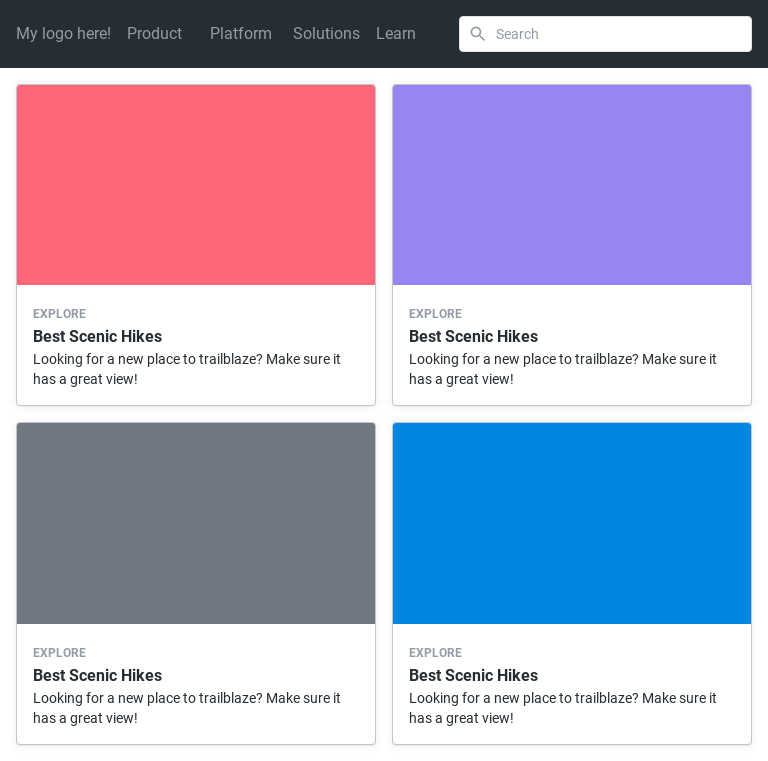 My logo here! Product Platform Solutions Learn Search
EXPLORE
Best Scenic Hikes
Looking for a new place to trailblaze? Make sure it
has a great view!
EXPLORE
Best Scenic Hikes
Looking for a new place to trailblaze? Make sure it
has a great view!
EXPLORE
Best Scenic Hikes
Looking for a new place to trailblaze? Make sure it
has a great view!
EXPLORE
Best Scenic Hikes
Looking for a new place to trailblaze? Make sure it
has a great view!